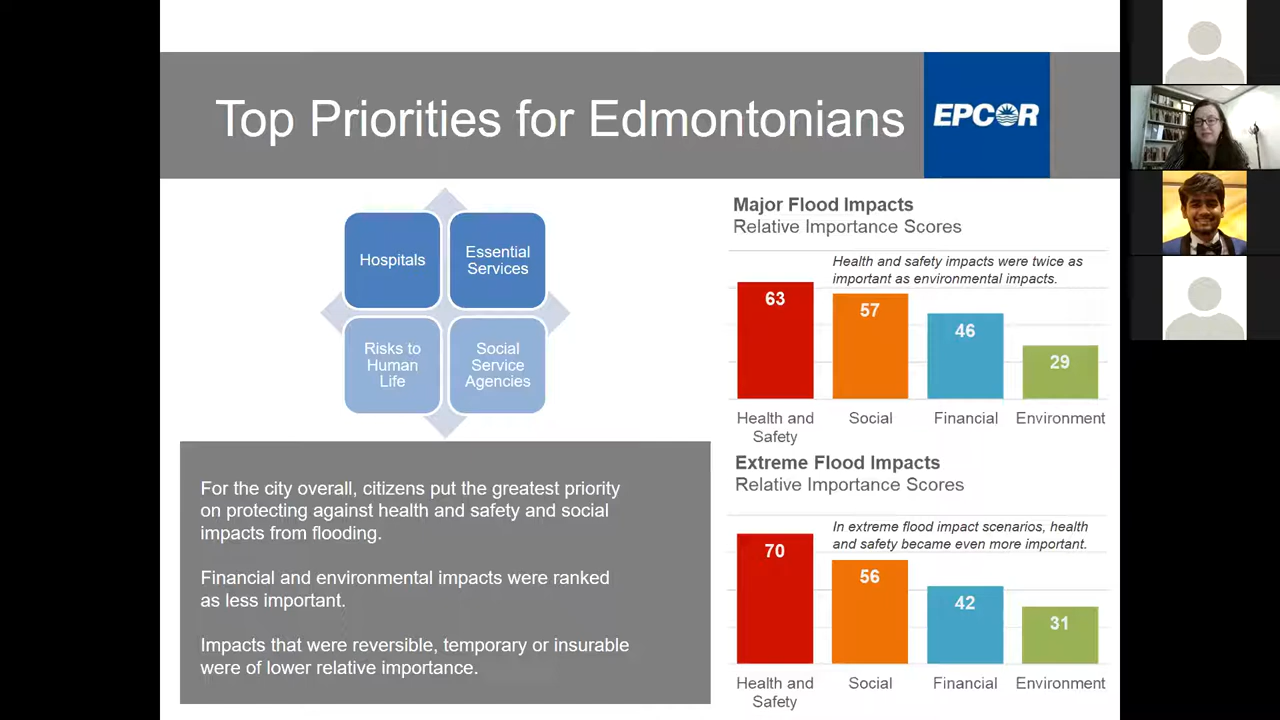 Top Priorities for Edmontonians
EPCOR
Hospitals
Essential
Services
Risks to
Human
Life
Social
Service
Agencies
For the city overall, citizens put the greatest priority
on protecting against health and safety and social
impacts from flooding.
Financial and environmental impacts were ranked
as less important.
Impacts that were reversible, temporary or insurable
were of lower relative importance.
Major Flood Impacts
Relative Importance Scores
Health and safety impacts were twice as
important as environmental impacts.
63
57
46
29
Health and
Safety
Social
Financial
Environment
Extreme Flood Impacts
Relative Importance Scores
In extreme flood impact scenarios, health
and safety became even more important.
70
56
42
31
Health and
Safety
Social
Financial
Environment